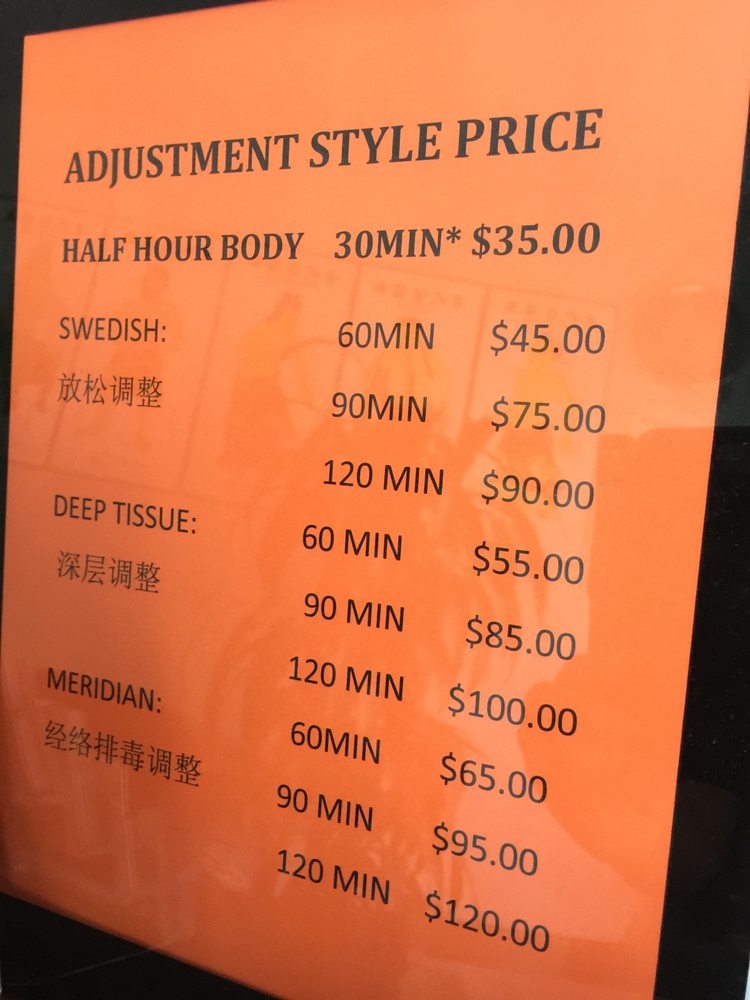 ADJUSTMENT STYLE PRICE
HALF HOUR BODY 30MIN* $35.00
SWEDISH: 60MIN $45.00
放松调整 90MIN $75.00
120 MIN $90.00
DEEP TISSUE: 60 MIN $55.00
深层调整 90 MIN $85.00
120 MIN $100.00
MERIDIAN: 60MIN $65.00
经络排毒调整 90 MIN $95.00
120 MIN $120.00